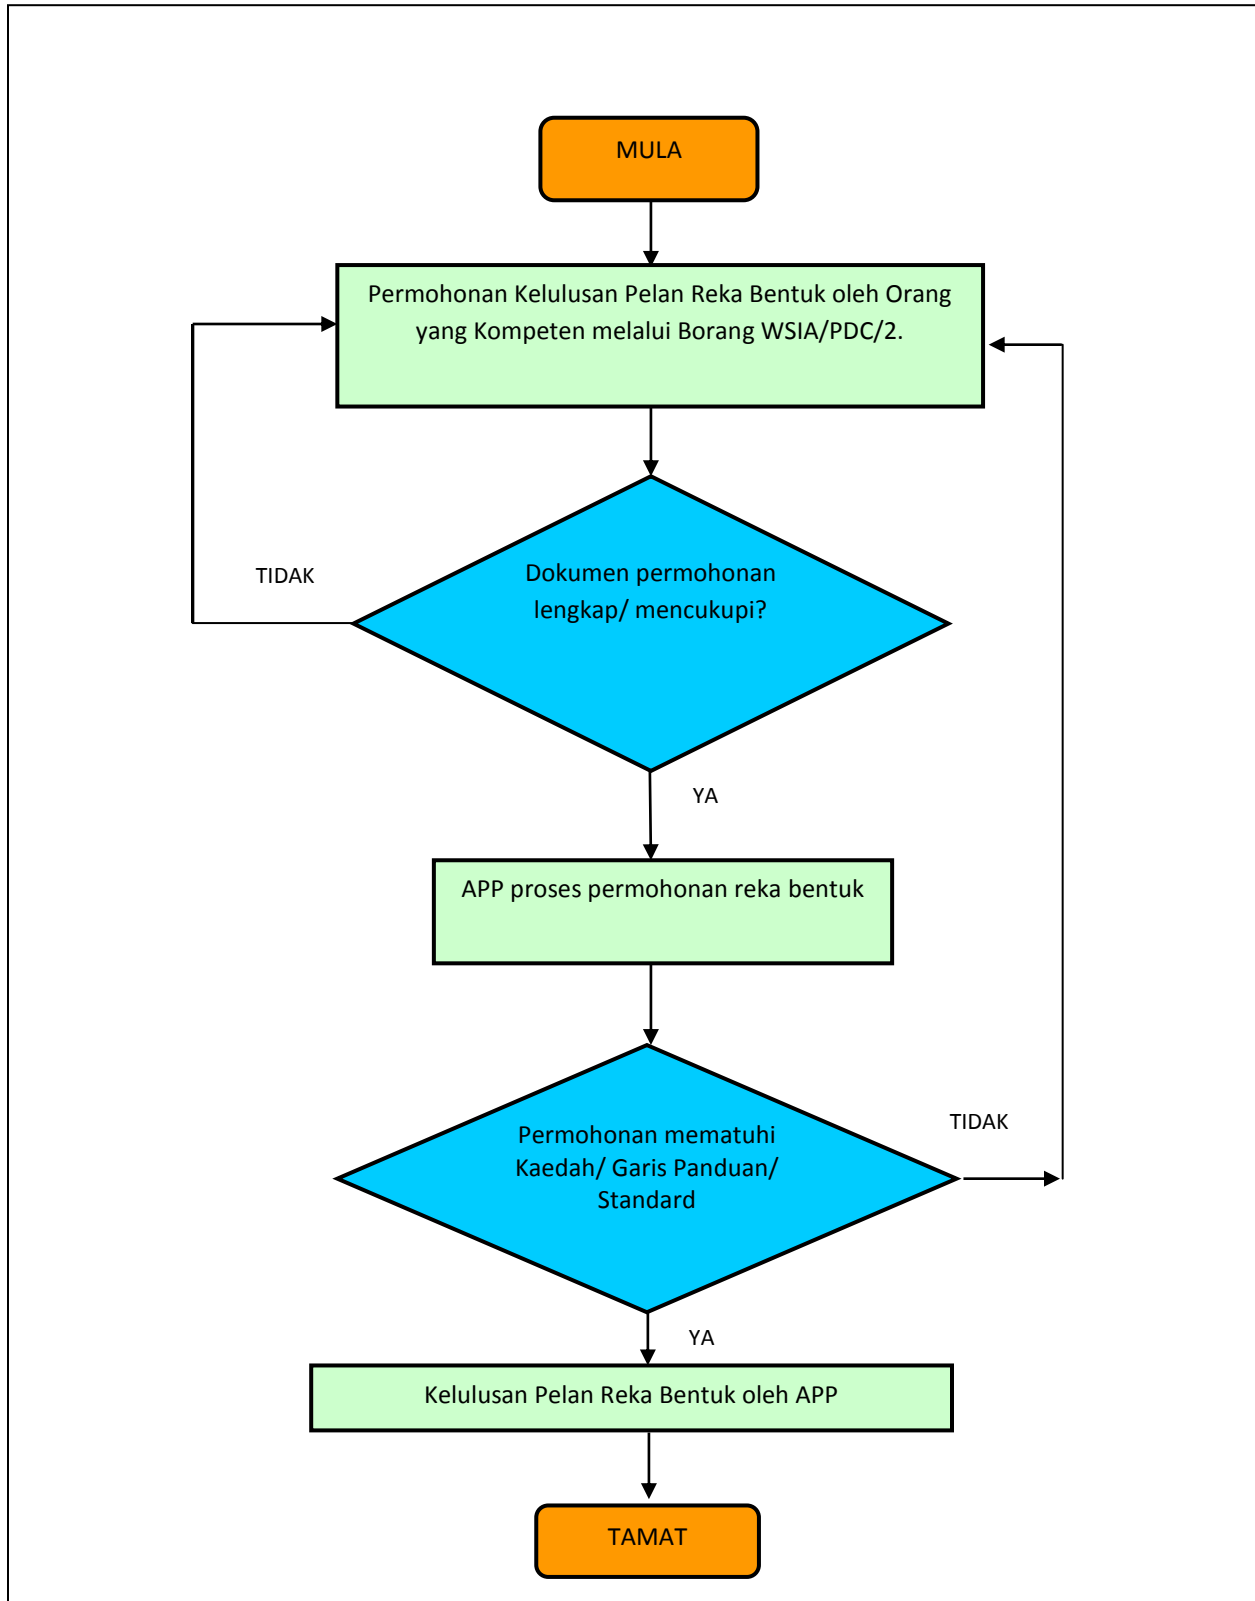 MULA
Permohonan Kelulusan Pelan Reka Bentuk oleh Orang
yang Kompeten melalui Borang WSIA/PDC/2.
TIDAK
Dokumen permohonan
lengkap/ mencukupi?
YA
APP proses permohonan reka bentuk
TIDAK
Permohonan mematuhi
Kaedah/ Garis Panduan/
Standard
YA
Kelulusan Pelan Reka Bentuk oleh APP
TAMAT